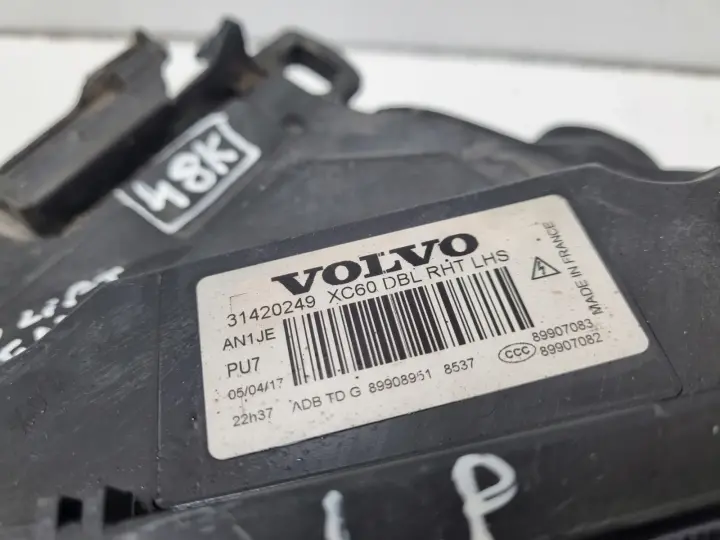 48K
VOLVO
31420249 XC60 DBL RHT LHS
AN1JE
PU7
05/04/17
22h37 ADB TD G 89908951 8537
CCC
89907083
89907082
MADE IN FRANCE
LP